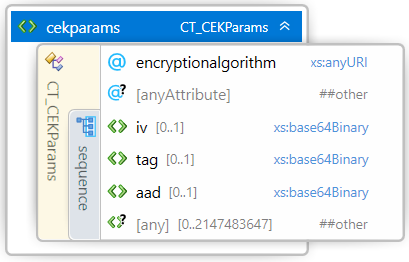 cekparams CT_CEKParams
CT_CEKParams
sequence
encryptionalgorithm xs:anyURI
[anyAttribute] ##other
iv [0..1] xs:base64Binary
tag [0..1] xs:base64Binary
aad [0..1] xs:base64Binary
[any] [0..2147483647] ##other